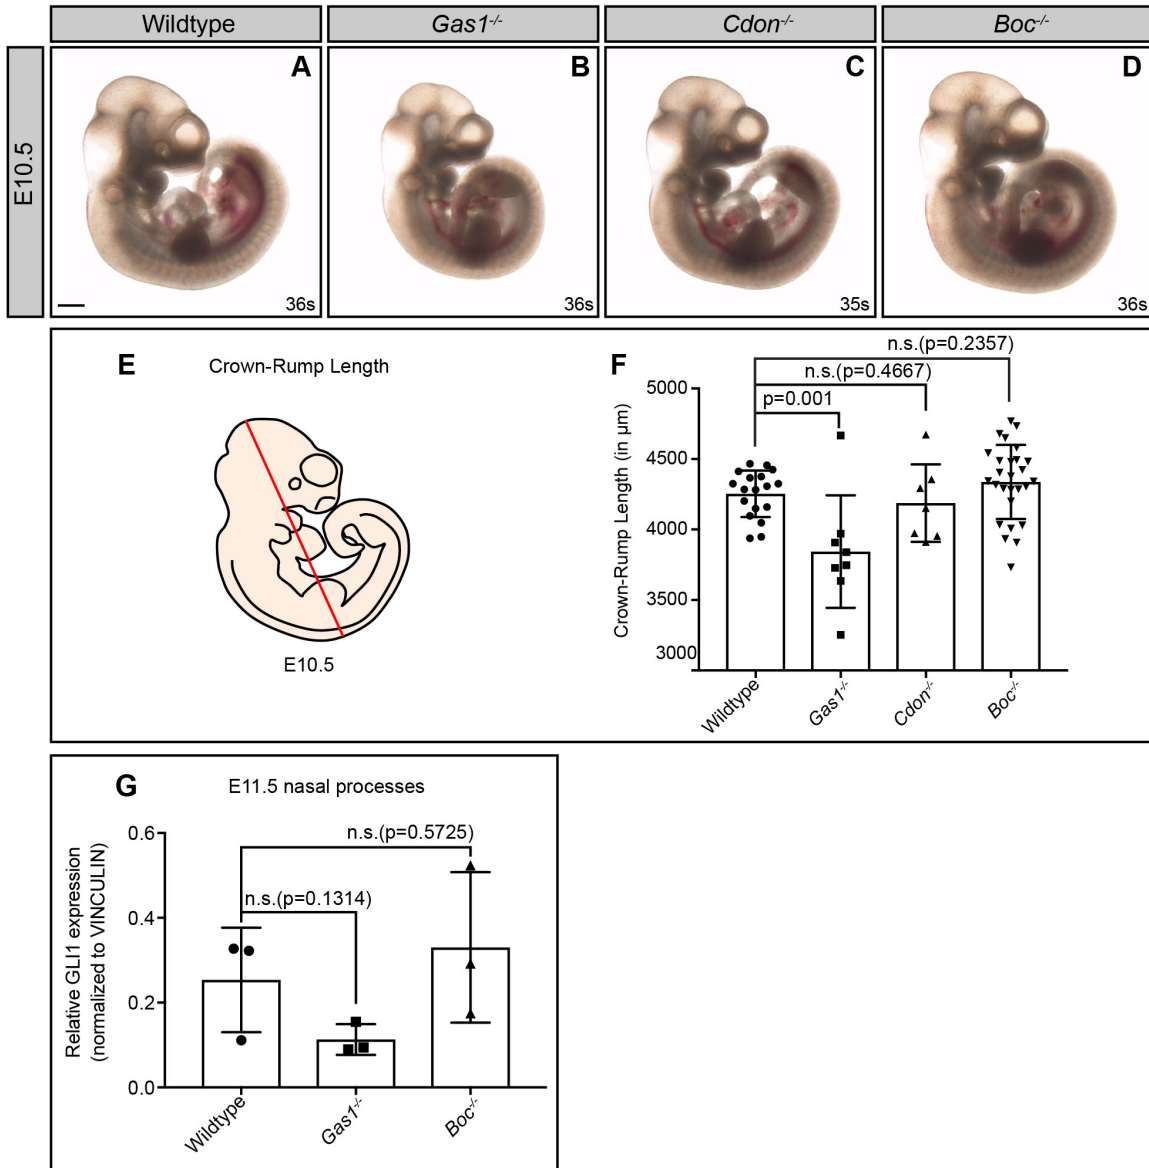 Wildtype
Gas1-/-
Cdon-/-
Boc-/-
E10.5
A
B
C
D
36s
36s
35s
36s
E
Crown-Rump Length
E10.5
F
n.s.(p=0.2357)
n.s.(p=0.4667)
p=0.001
Crown-Rump Length (in µm)
5000
4500
4000
3500
3000
Wildtype
Gas1-/-
Cdon-/-
Boc-/-
G
E11.5 nasal processes
n.s.(p=0.5725)
n.s.(p=0.1314)
Relative GLI1 expression
(normalized to VINCULIN)
0.6
0.4
0.2
0.0
Wildtype
Gas1-/-
Boc-/-